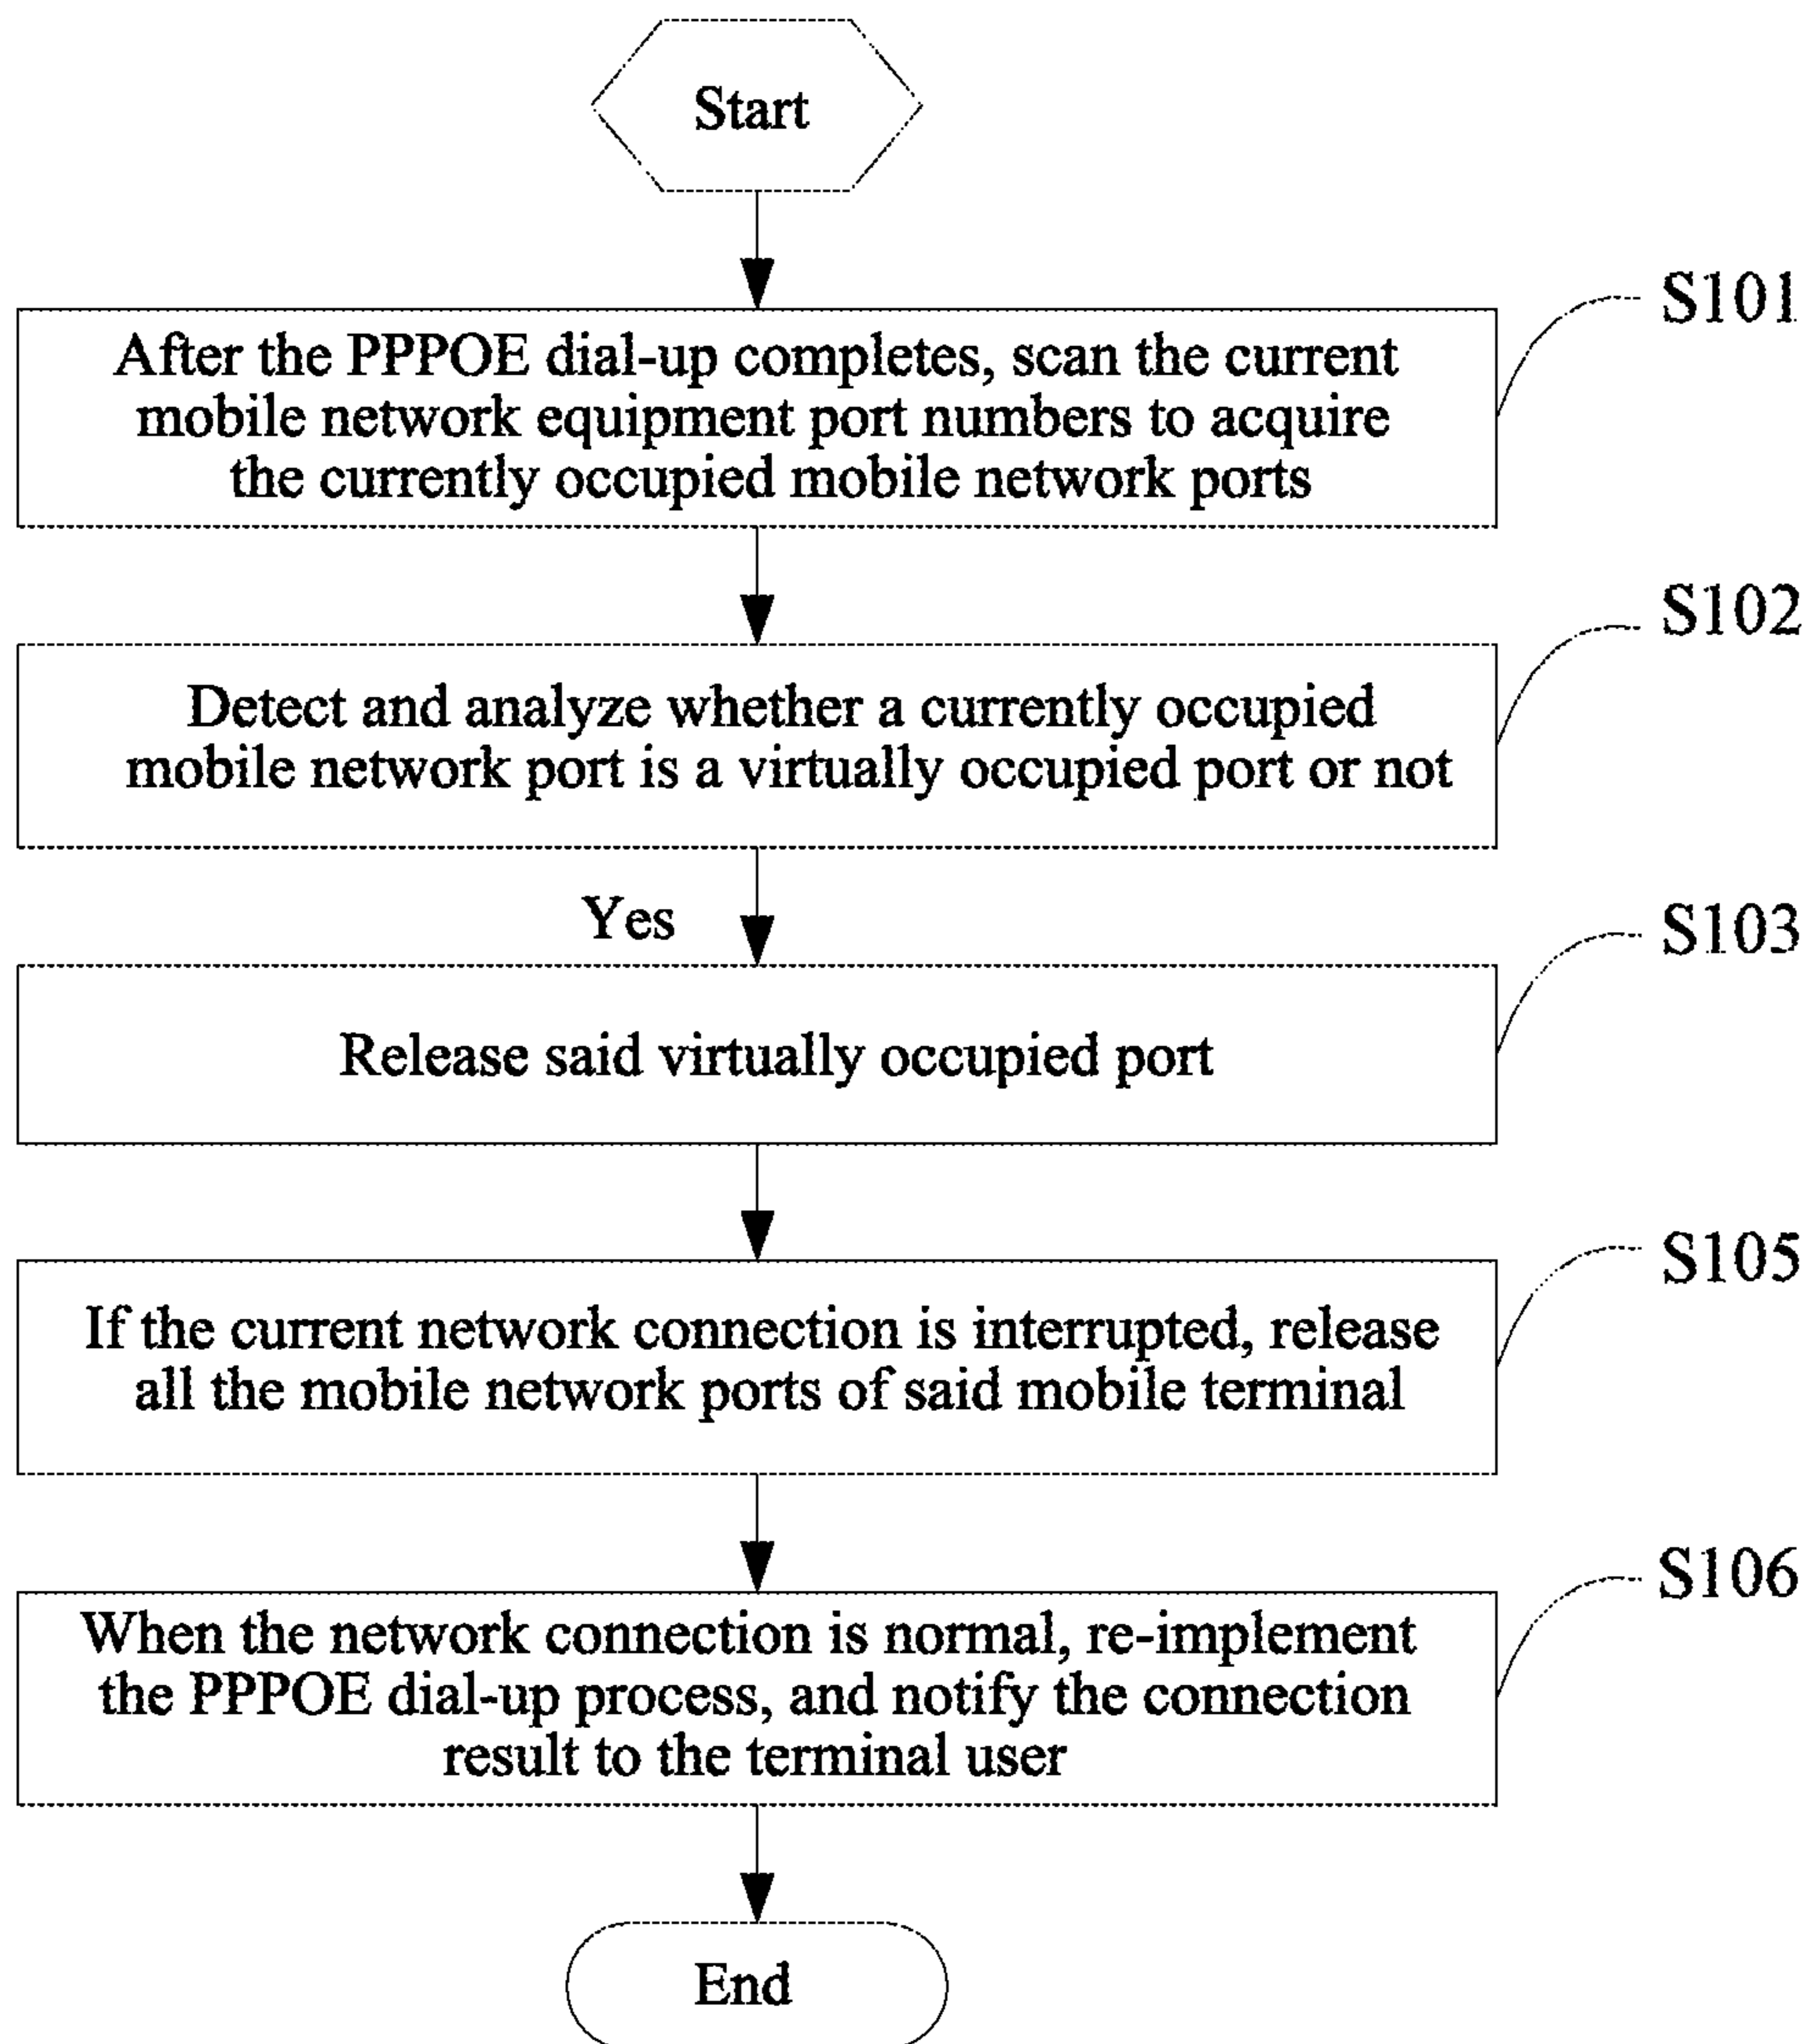 Start
S101
After the PPPOE dial-up completes, scan the current
mobile network equipment port numbers to acquire
the currently occupied mobile network ports
S102
Detect and analyze whether a currently occupied
mobile network port is a virtually occupied port or not
Yes
S103
Release said virtually occupied port
S105
If the current network connection is interrupted, release
all the mobile network ports of said mobile terminal
S106
When the network connection is normal, re-implement
the PPPOE dial-up process, and notify the connection
result to the terminal user
End